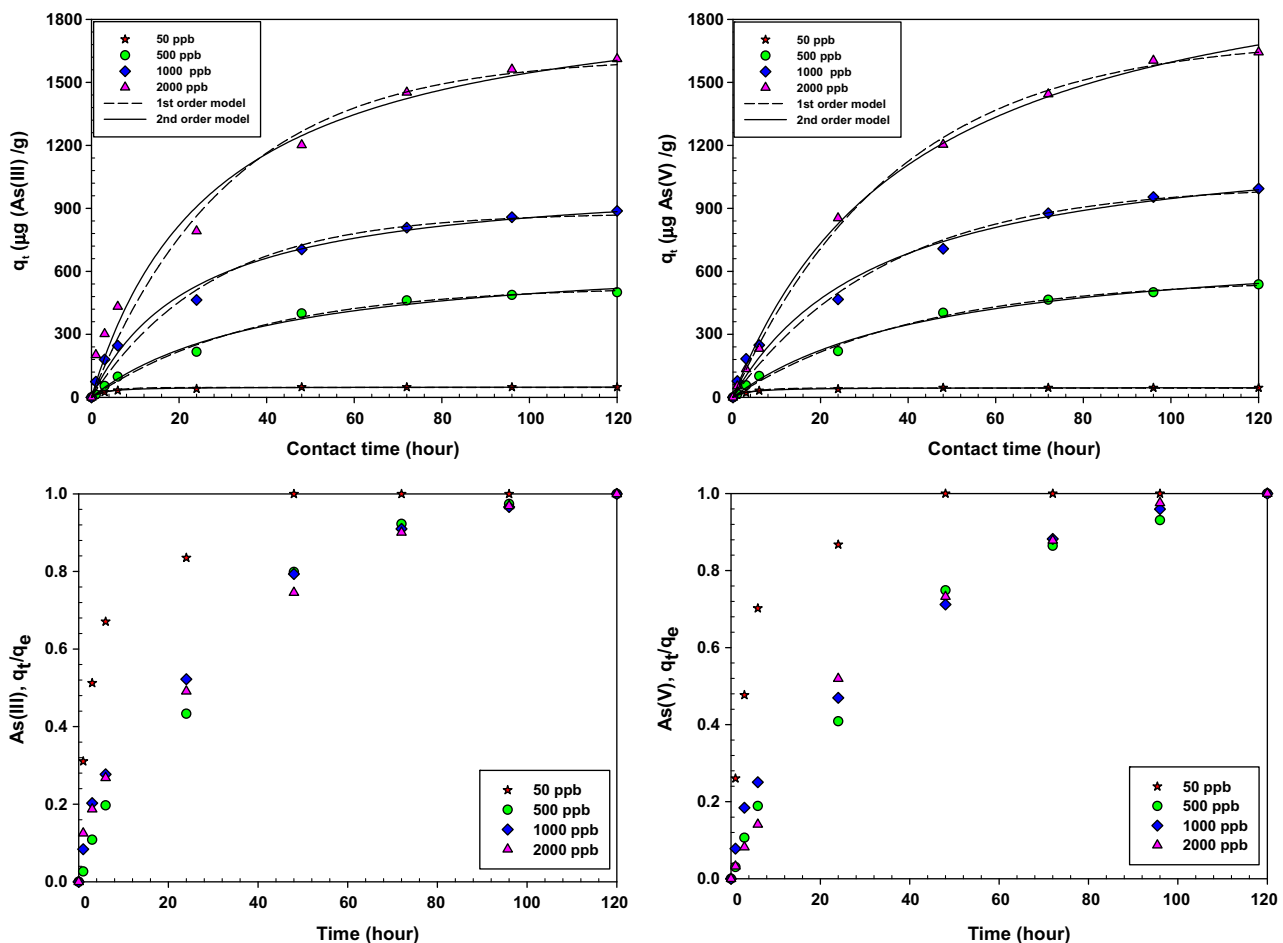 1800
1500
1200
900
600
300
0
qt (µg (As(III) /g)
50 ppb
500 ppb
1000 ppb
2000 ppb
1st order model
2nd order model
0 20 40 60 80 100 120
Contact time (hour)
1800
1500
1200
900
600
300
0
qt (µg As(V) /g)
50 ppb
500 ppb
1000 ppb
2000 ppb
1st order model
2nd order model
0 20 40 60 80 100 120
Contact time (hour)
1.0
0.8
0.6
0.4
0.2
0.0
As(III), qt/qe
50 ppb
500 ppb
1000 ppb
2000 ppb
0 20 40 60 80 100 120
Time (hour)
1.0
0.8
0.6
0.4
0.2
0.0
As(V), qt/qe
50 ppb
500 ppb
1000 ppb
2000 ppb
0 20 40 60 80 100 120
Time (hour)